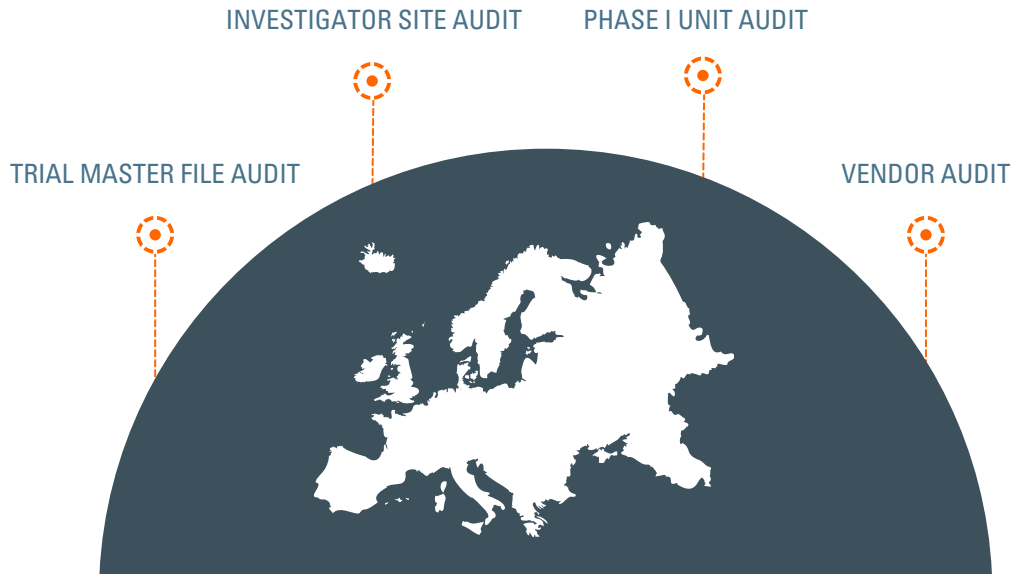 INVESTIGATOR SITE AUDIT
PHASE I UNIT AUDIT
TRIAL MASTER FILE AUDIT
VENDOR AUDIT